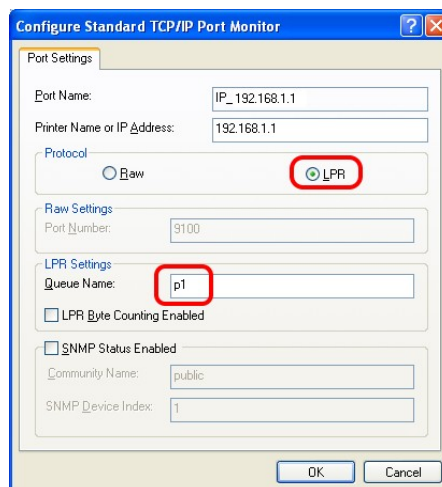 Configure Standard TCP/IP Port Monitor
Port Settings
Port Name: IP_ 192.168.1.1
Printer Name or IP Address: 192.168.1.1
Protocol
Raw LPR
Raw Settings
Port Number: 9100
LPR Settings
Queue Name: p1
LPR Byte Counting Enabled
SNMP Status Enabled
Community Name: public
SNMP Device Index: 1
OK Cancel